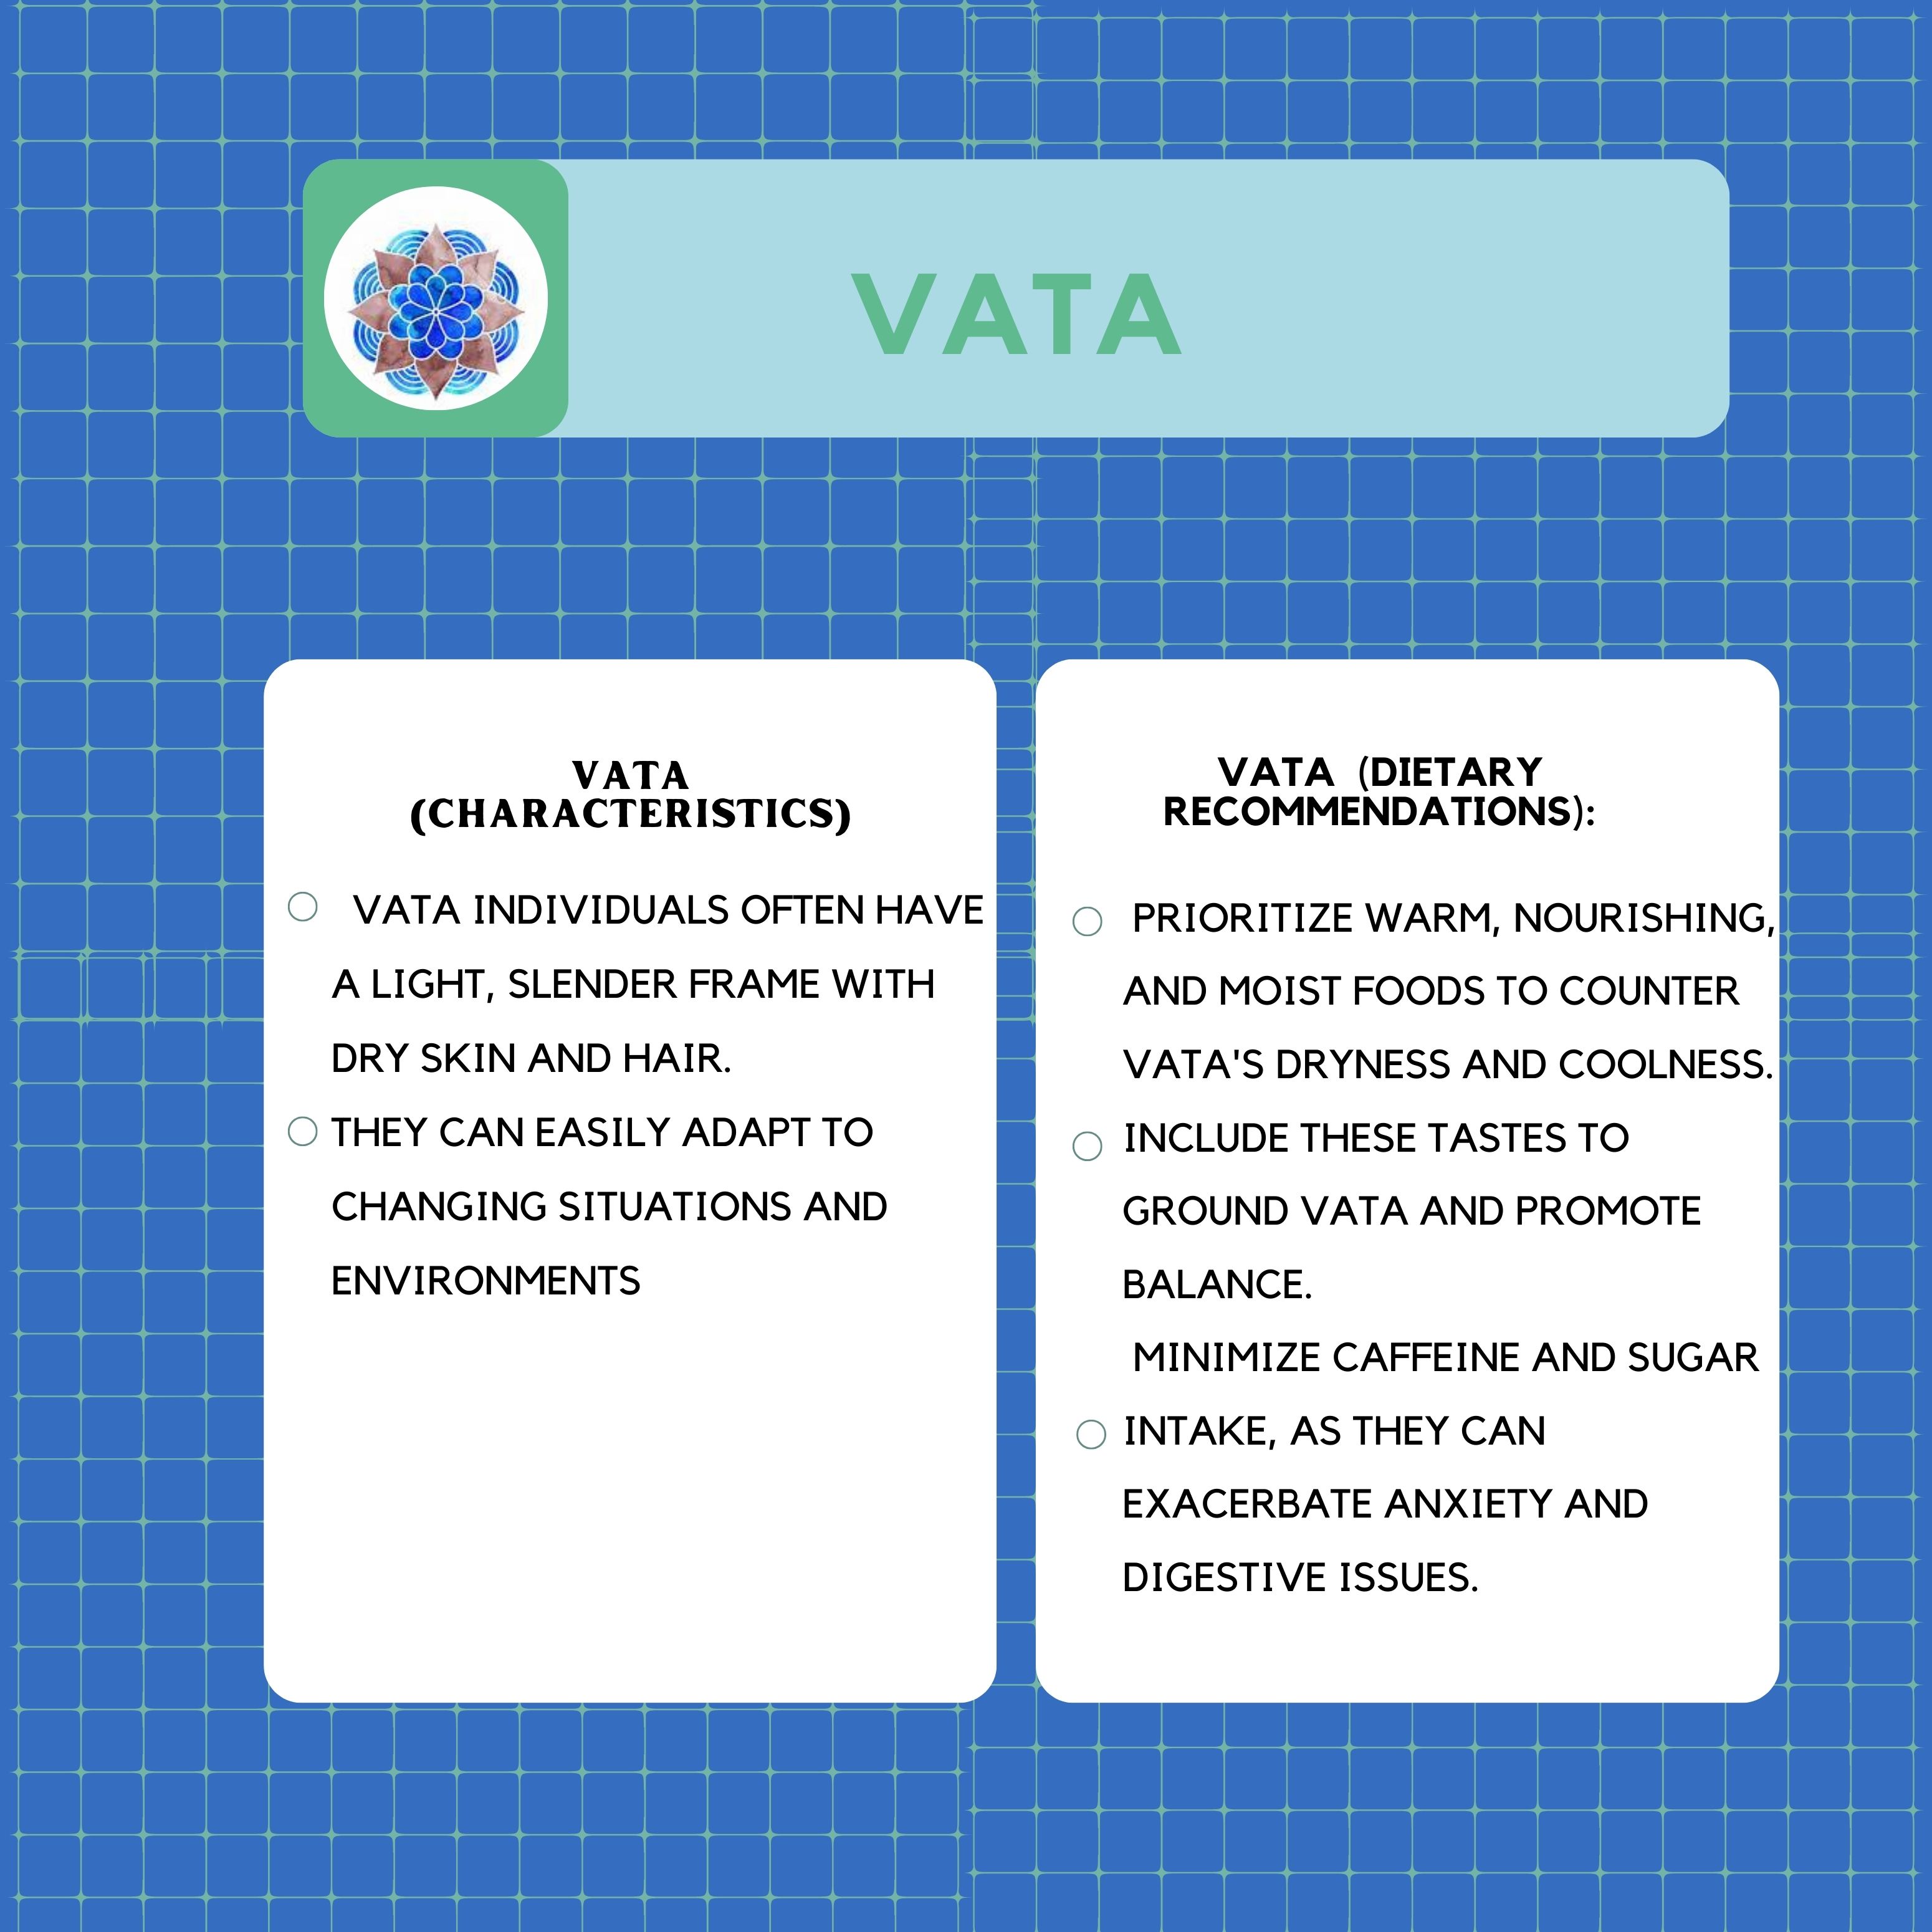 VATA
VATA
(CHARACTERISTICS)
VATA INDIVIDUALS OFTEN HAVE
A LIGHT, SLENDER FRAME WITH
DRY SKIN AND HAIR.
THEY CAN EASILY ADAPT TO
CHANGING SITUATIONS AND
ENVIRONMENTS
VATA (DIETARY
RECOMMENDATIONS):
PRIORITIZE WARM, NOURISHING,
AND MOIST FOODS TO COUNTER
VATA'S DRYNESS AND COOLNESS.
INCLUDE THESE TASTES TO
GROUND VATA AND PROMOTE
BALANCE.
MINIMIZE CAFFEINE AND SUGAR
INTAKE, AS THEY CAN
EXACERBATE ANXIETY AND
DIGESTIVE ISSUES.